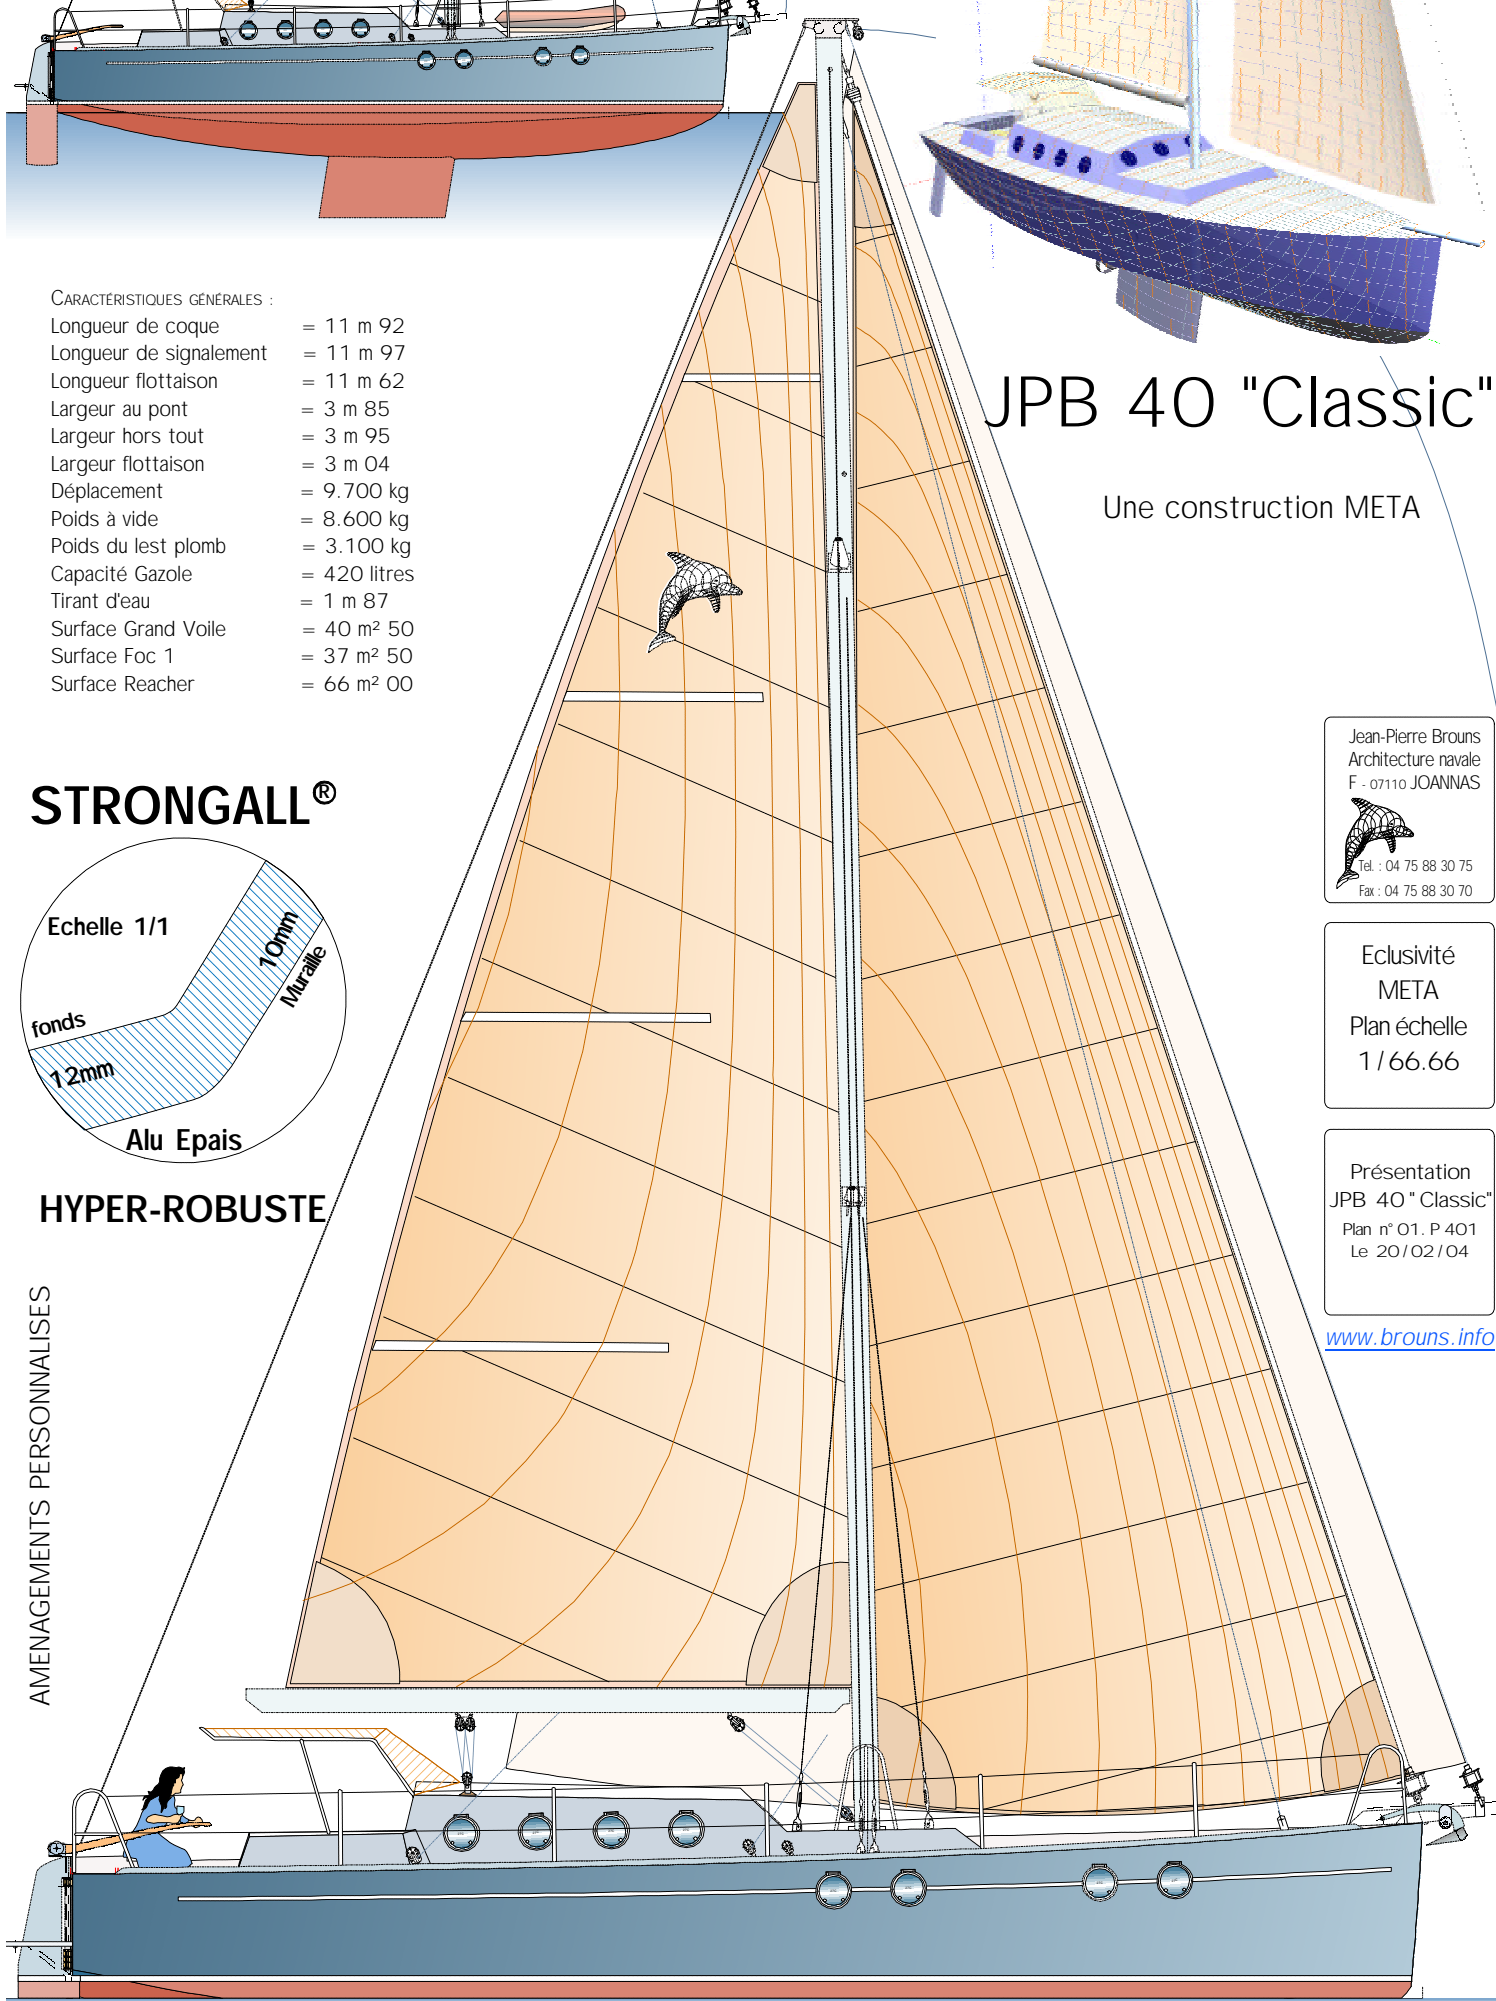 CARACTÉRISTIQUES GÉNÉRALES :
Longueur de coque = 11 m 92
Longueur de signalement = 11 m 97
Longueur flottaison = 11 m 62
Largeur au pont = 3 m 85
Largeur hors tout = 3 m 95
Largeur flottaison = 3 m 04
Déplacement = 9.700 kg
Poids à vide = 8.600 kg
Poids du lest plomb = 3.100 kg
Capacité Gazole = 420 litres
Tirant d'eau = 1 m 87
Surface Grand Voile = 40 m² 50
Surface Foc 1 = 37 m² 50
Surface Reacher = 66 m² 00
JPB 40 "Classic"
Une construction META
STRONGALL®
Echelle 1/1
10mm
Muraille
fonds
12mm
Alu Epais
HYPER-ROBUSTE
AMENAGEMENTS PERSONNALISES
Jean-Pierre Brouns
Architecture navale
F - 07110 JOANNAS
Tel. : 04 75 88 30 75
Fax : 04 75 88 30 70
Eclusivité
META
Plan échelle
1/66.66
Présentation
JPB 40 "Classic"
Plan n° 01. P 401
Le 20/02/04
www.brouns.info